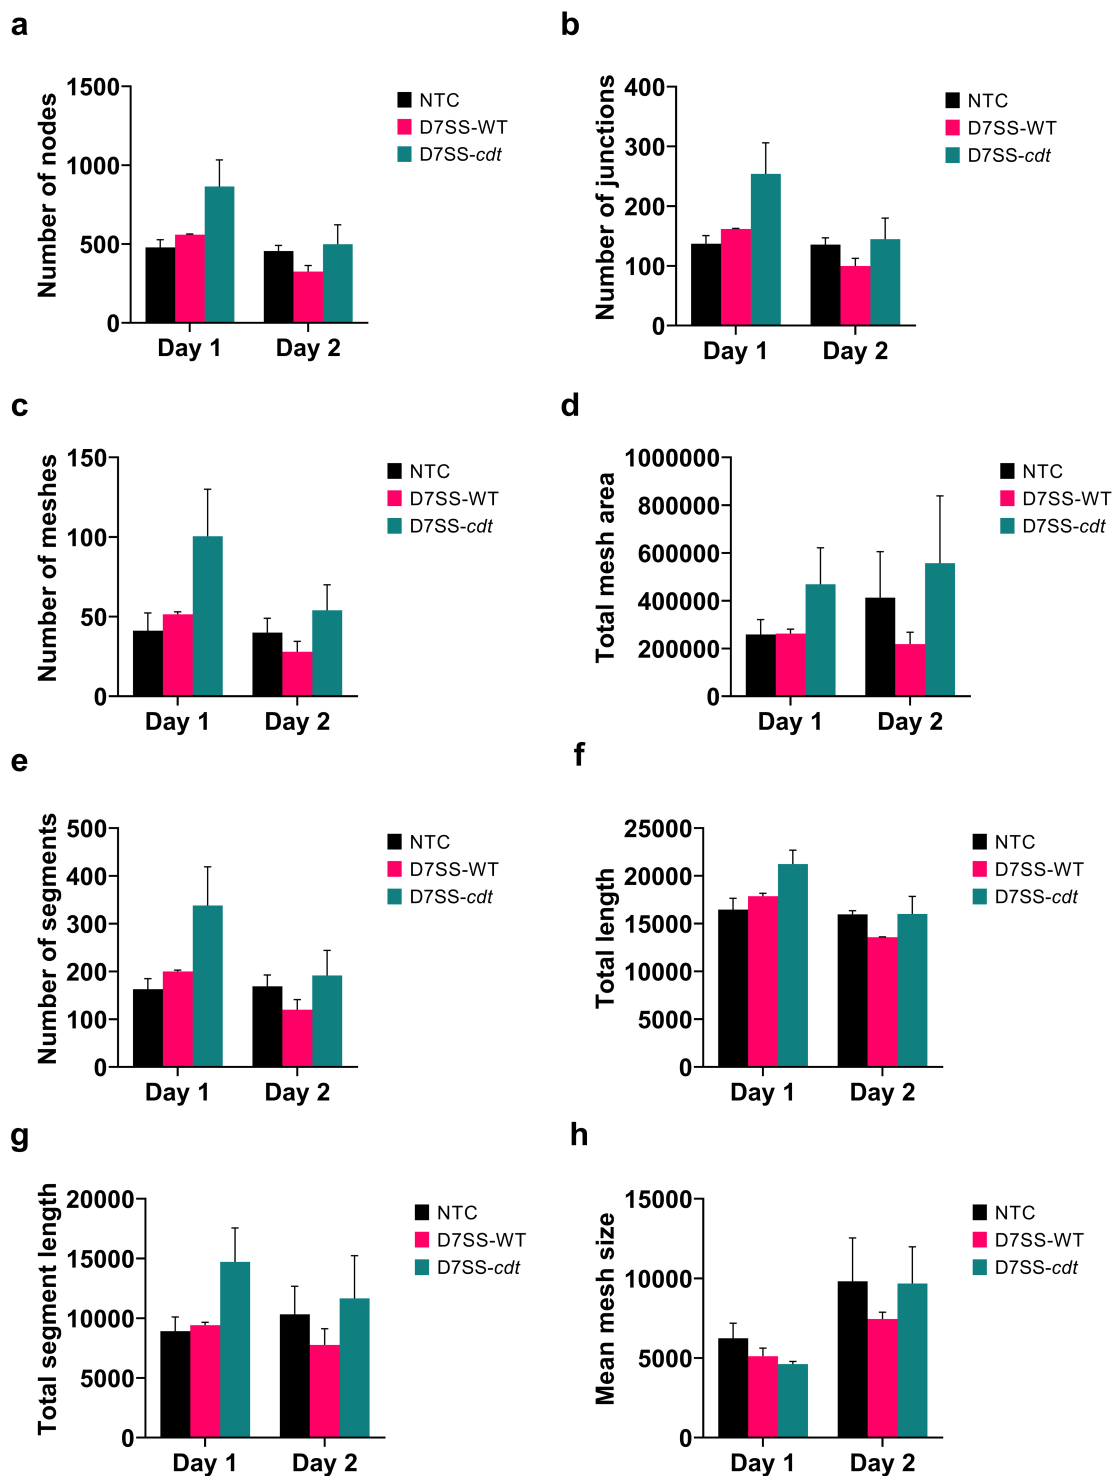 a
Number of nodes
1500
1000
500
0
Day 1
Day 2
NTC
D7SS-WT
D7SS-cdt
b
Number of junctions
400
300
200
100
0
Day 1
Day 2
NTC
D7SS-WT
D7SS-cdt
c
Number of meshes
150
100
50
0
Day 1
Day 2
NTC
D7SS-WT
D7SS-cdt
d
Total mesh area
1000000
800000
600000
400000
200000
0
Day 1
Day 2
NTC
D7SS-WT
D7SS-cdt
e
Number of segments
500
400
300
200
100
0
Day 1
Day 2
NTC
D7SS-WT
D7SS-cdt
f
Total length
25000
20000
15000
10000
5000
0
Day 1
Day 2
NTC
D7SS-WT
D7SS-cdt
g
Total segment length
20000
15000
10000
5000
0
Day 1
Day 2
NTC
D7SS-WT
D7SS-cdt
h
Mean mesh size
15000
10000
5000
0
Day 1
Day 2
NTC
D7SS-WT
D7SS-cdt